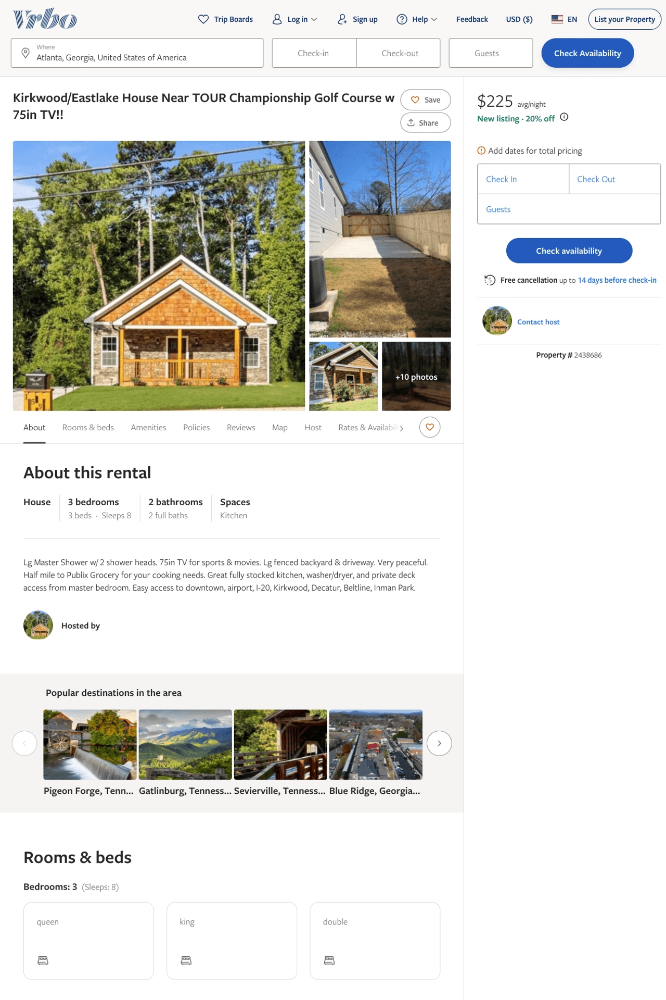 Vrbo
Trip Boards
Log in
Sign up
Help
Feedback
USD ($)
EN
List your Property
Where
Atlanta, Georgia, United States of America
Check-in
Check-out
Guests
Check Availability
Kirkwood/Eastlake House Near TOUR Championship Golf Course w
75in TV!!
Save
Share
$225 avg/night
New listing · 20% off
Add dates for total pricing
Check In
Check Out
Guests
Check availability
Free cancellation up to 14 days before check-in
Contact host
Property # 2438686
+10 photos
About
Rooms & beds
Amenities
Policies
Reviews
Map
Host
Rates & Availabili
About this rental
House
3 bedrooms
3 beds · Sleeps 8
2 bathrooms
2 full baths
Spaces
Kitchen
Lg Master Shower w/ 2 shower heads. 75in TV for sports & movies. Lg fenced backyard & driveway. Very peaceful.
Half mile to Publix Grocery for your cooking needs. Great fully stocked kitchen, washer/dryer, and private deck
access from master bedroom. Easy access to downtown, airport, I-20, Kirkwood, Decatur, Beltline, Inman Park.
Hosted by
Popular destinations in the area
Pigeon Forge, Tenn...
Gatlinburg, Tenness...
Sevierville, Tenness...
Blue Ridge, Georgia...
Rooms & beds
Bedrooms: 3 (Sleeps: 8)
queen
king
double